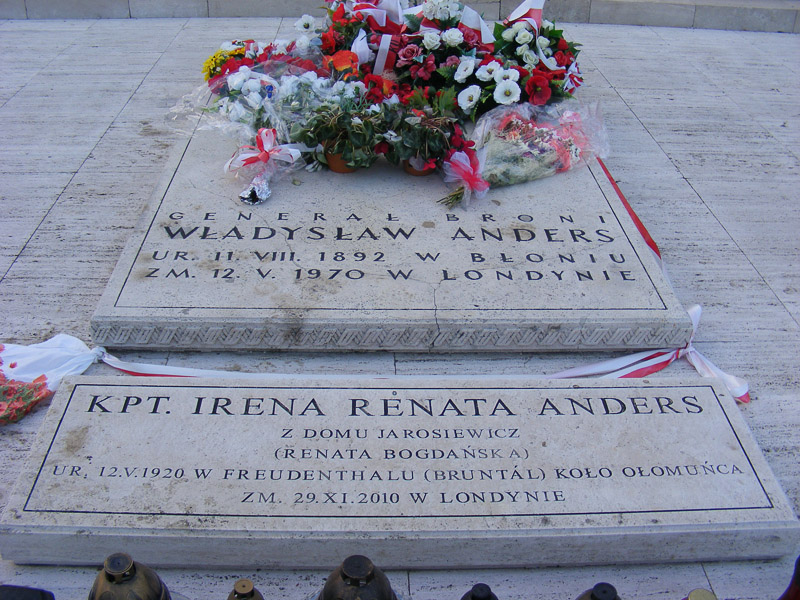 GENERAŁ BRONI
WŁADYSŁAW ANDERS
UR. 11. VIII. 1892 W BŁONIU
ZM. 12. V. 1970 W LONDYNIE
KPT. IRENA RENATA ANDERS
Z DOMU JAROSIEWICZ
(RENATA BOGDAŃSKA)
UR. 12.V.1920 W FREUDENTHALU (BRUNTÁL) KOŁO OŁOMUŃCA
ZM. 29.XI.2010 W LONDYNIE